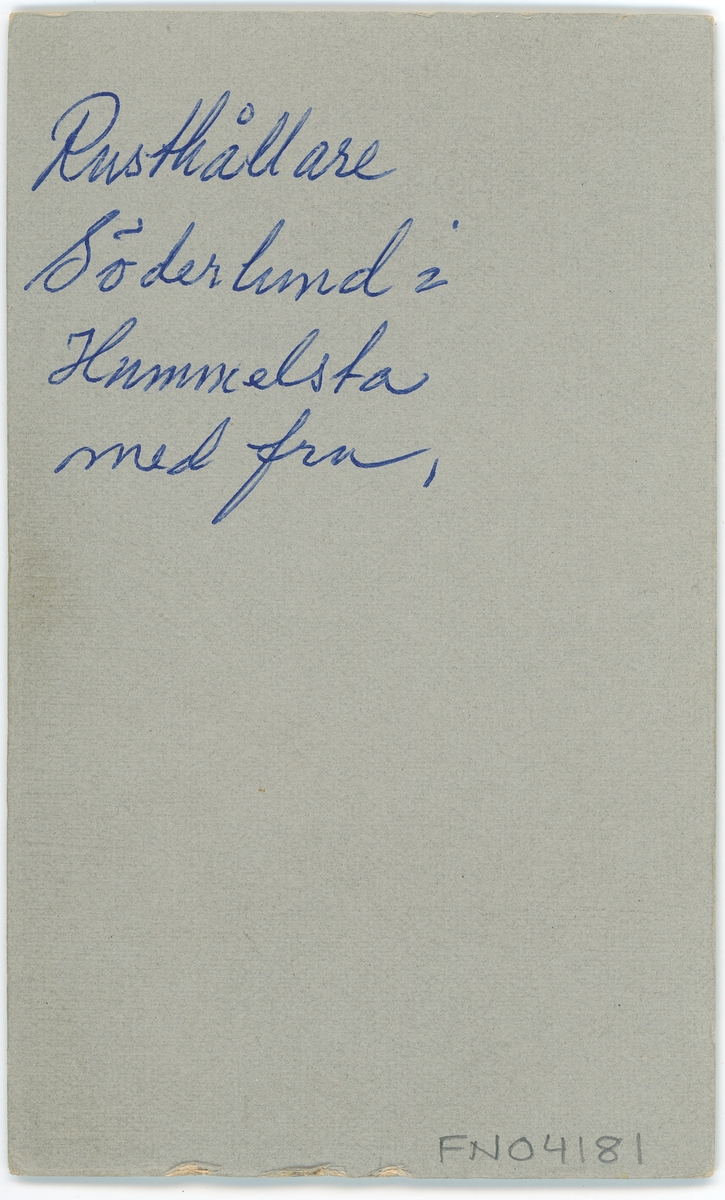 Rusthållare
Söderlund i
Hummelsta
med fru,
FN04181